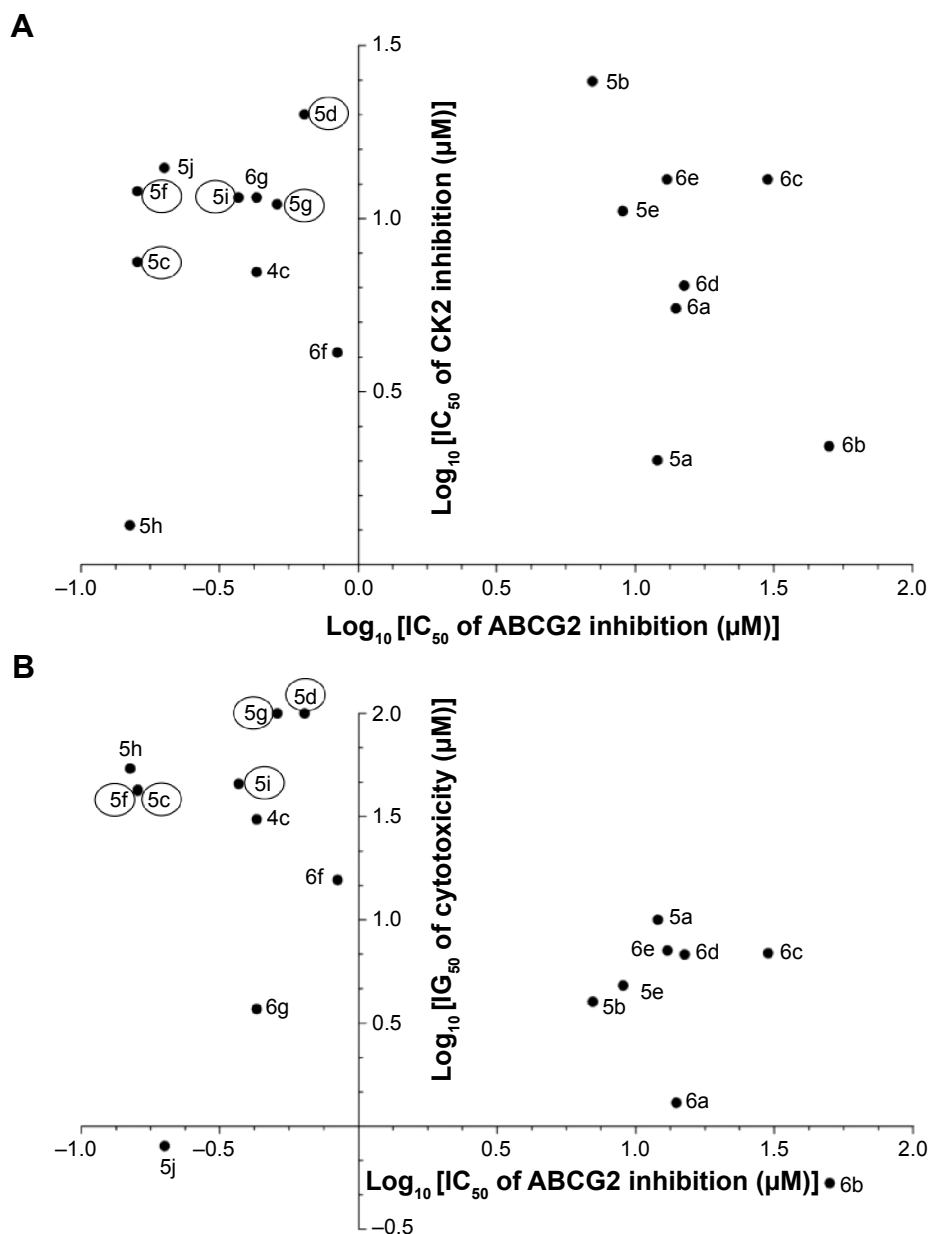 A
1.5
5b
5d
5j
5f
5i
6g
5g
6e
6c
5e
1.0
5c
4c
6d
6a
6f
0.5
5a
6b
5h
Log10 [IC50 of CK2 inhibition (µM)]
–1.0
–0.5
0.0
0.5
1.0
1.5
2.0
Log10 [IC50 of ABCG2 inhibition (µM)]
B
5d
5g
2.0
5h
5i
5f
5c
4c
1.5
6f
1.0
5a
6e
6d
6c
5e
5b
6g
0.5
6a
Log10 [IG50 of cytotoxicity (µM)]
–1.0
–0.5
0.5
1.0
1.5
2.0
5j
Log10 [IC50 of ABCG2 inhibition (µM)]
6b
–0.5